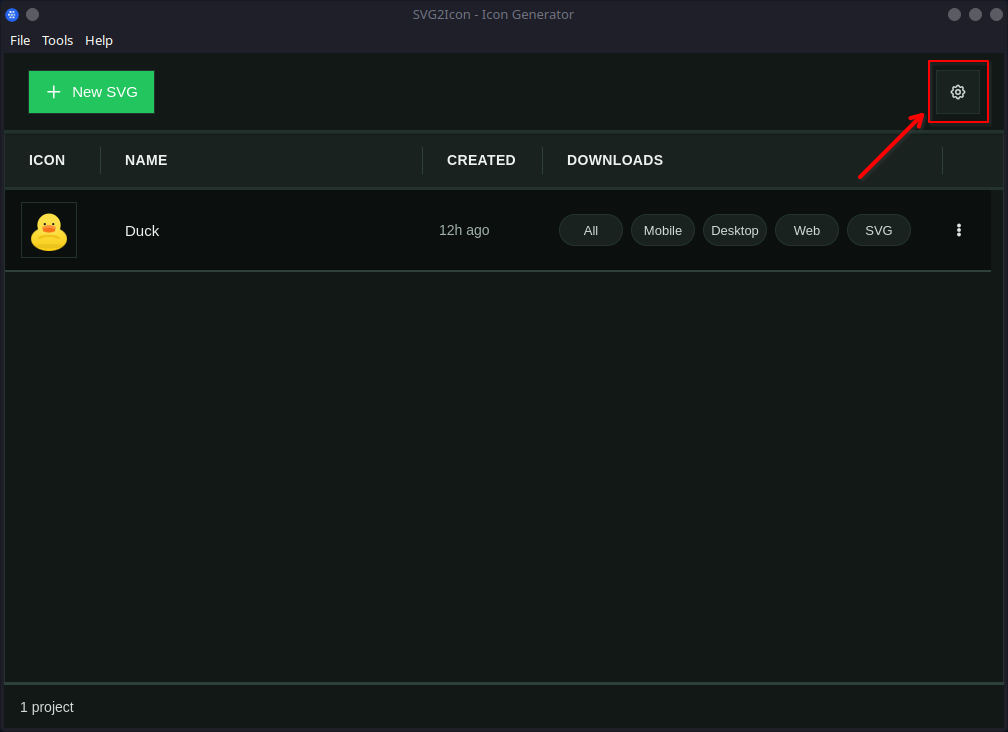 SVG2Icon - Icon Generator
File Tools Help
New SVG
ICON NAME CREATED DOWNLOADS
Duck 12h ago All Mobile Desktop Web SVG
1 project